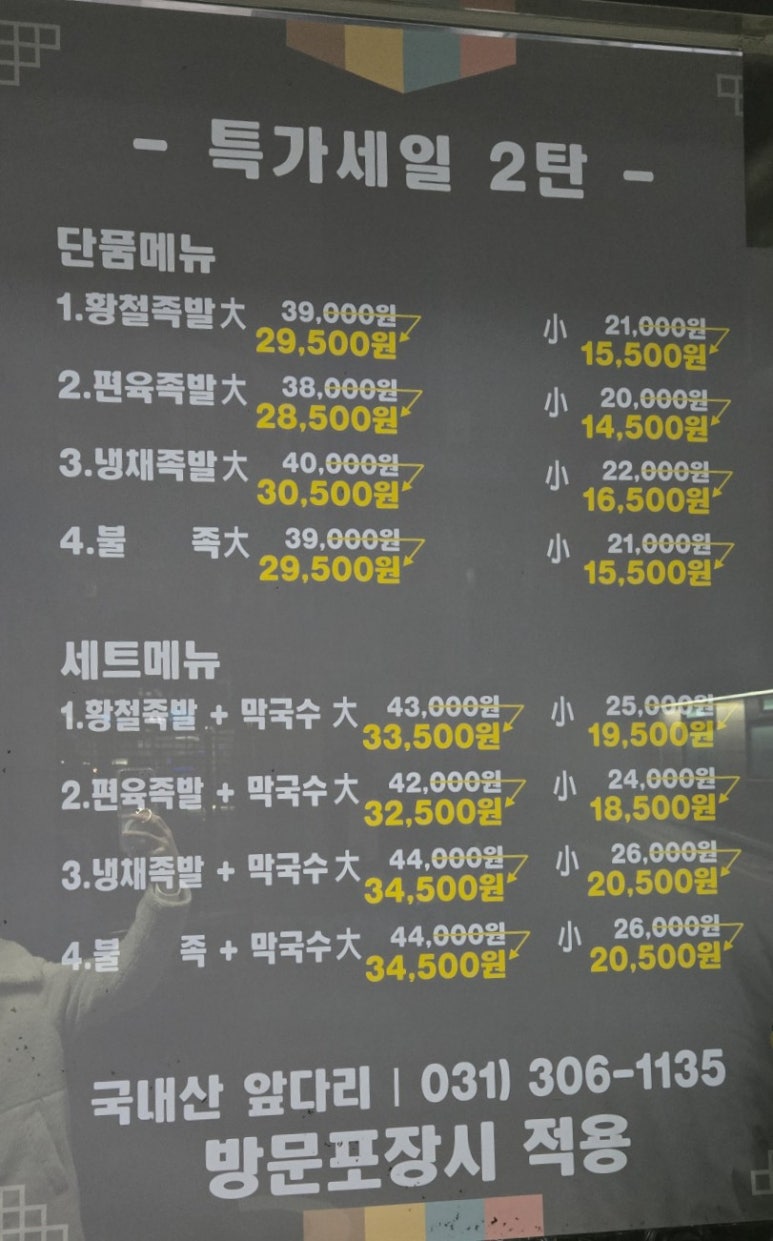 - 특가세일 2탄 -
단품메뉴
1.황철족발大 39,000원 小 21,000원
29,500원 15,500원
2.편육족발大 38,000원 小 20,000원
28,500원 14,500원
3.냉채족발大 40,000원 小 22,000원
30,500원 16,500원
4.불 족大 39,000원 小 21,000원
29,500원 15,500원
세트메뉴
1.황철족발 + 막국수 大 43,000원 小 25,000원
33,500원 19,500원
2.편육족발 + 막국수大 42,000원 小 24,000원
32,500원 18,500원
3.냉채족발 + 막국수大 44,000원 小 26,000원
34,500원 20,500원
4.불 족 + 막국수大 44,000원 小 26,000원
34,500원 20,500원
국내산 앞다리 | 031) 306-1135
방문포장시 적용